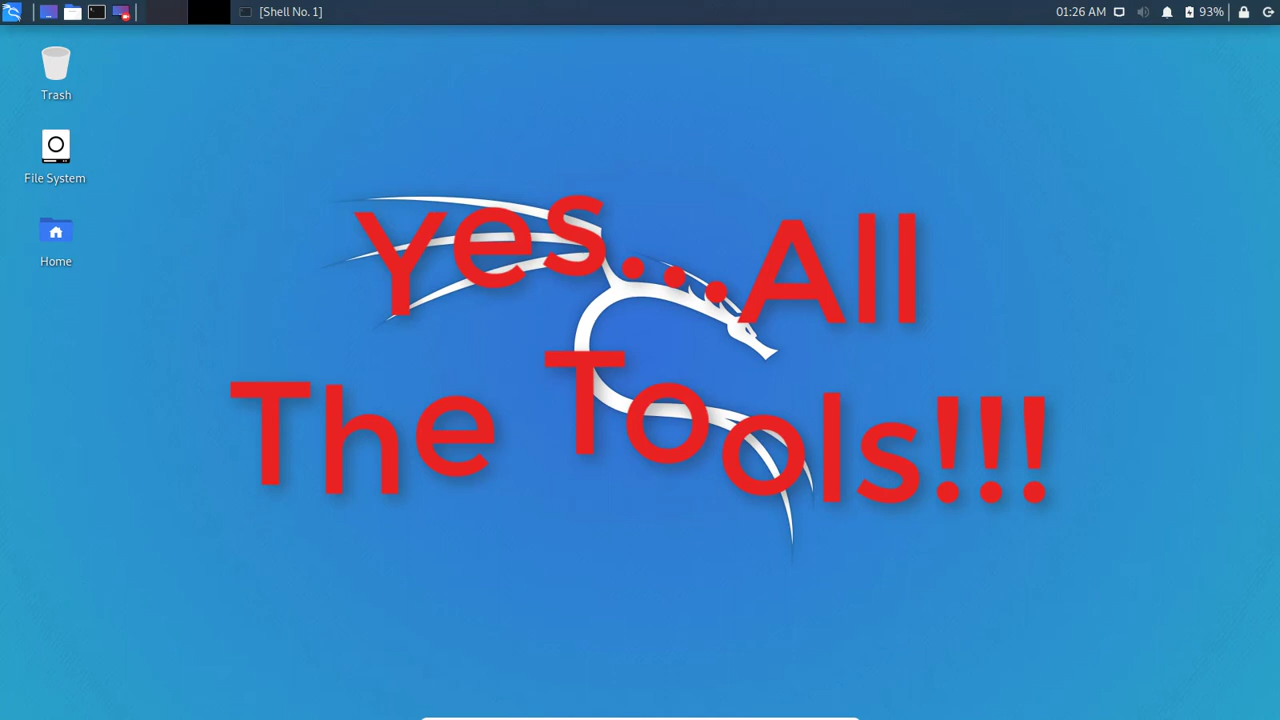 [Shell No. 1]
01:26 AM
93%
Trash
File System
Home
Yes...All
The Tools!!!